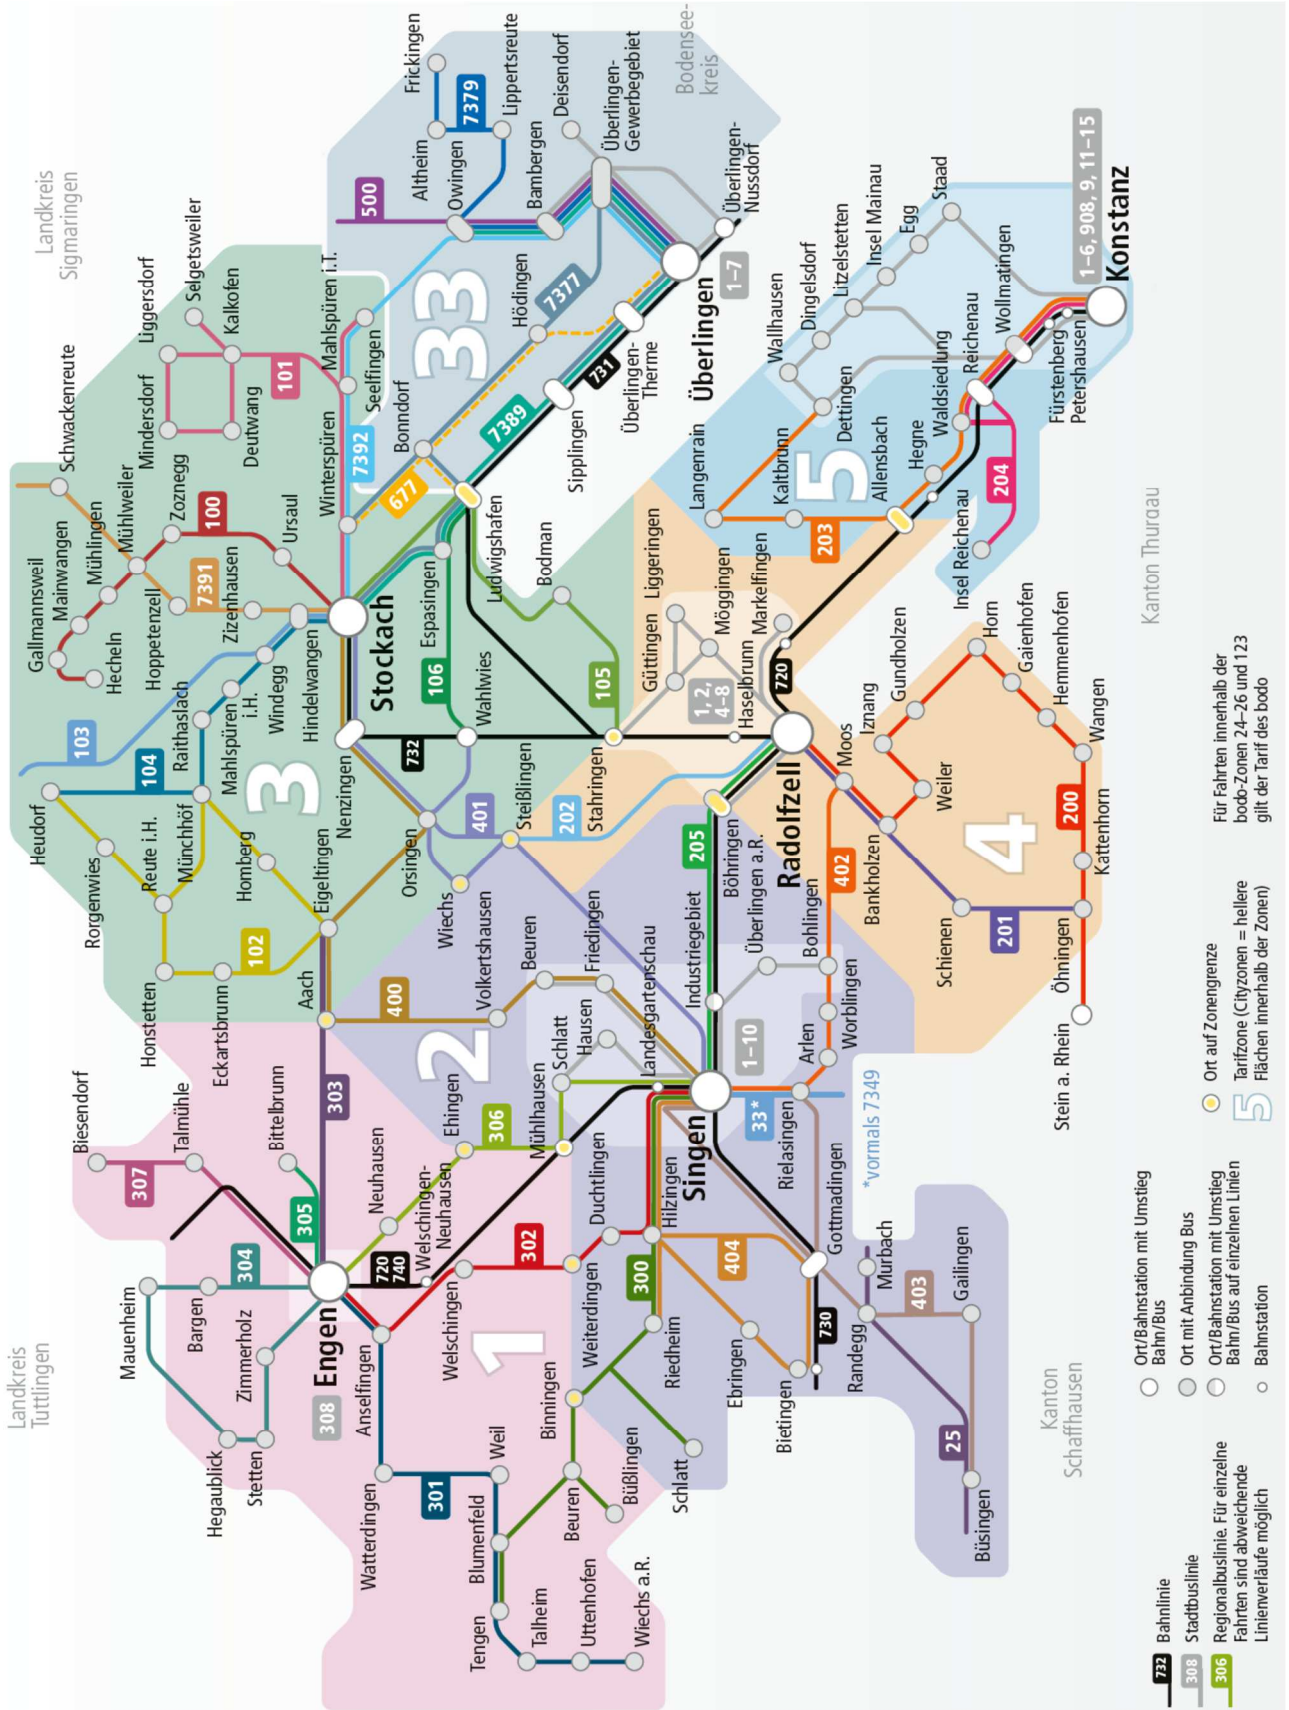 Landkreis
Tuttlingen
Landkreis
Sigmaringen
Bodensee-
kreis
Kanton
Schaffhausen
Kanton Thurgau
Biesendorf
Talmühle
307
Bittelbrunn
305
304
Mauenheim
Bargen
Zimmerholz
Hegaublick
Stetten
308
Engen
303
Anselfingen
Watterdingen
301
Weil
Blumenfeld
Tengen
Talheim
Uttenhofen
Wiechs a.R.
Neuhausen
720
740
Welschingen-
Neuhausen
Welschingen
302
1
Ehingen
306
Mühlhausen
Duchtlingen
Weiterdingen
Hilzingen
300
Riedheim
Binningen
Beuren
Büßlingen
Schlatt
404
Ebringen
Bietingen
730
Gottmadingen
Randegg
Murbach
403
Gailingen
25
Büsingen
Heudorf
Rorgenwies
Reute i.H.
Münchhöf
Homberg
Honstetten
Eckartsbrunn
102
Eigeltingen
Aach
103
104
Raithaslach
Mahlspüren
i.H.
Windegg
Hindelwangen
3
Gallmannsweil
Mainwangen
Mühlingen
Mühlweiler
Hecheln
Hoppetenzell
Schwackenreute
Zoznegg
100
7391
Zizenhausen
Ursaul
Stockach
Nenzingen
Orsingen
Wiechs
401
732
Wahlwies
106
Espasingen
Ludwigshafen
Bodman
105
Stahringen
Steißlingen
202
400
Volkertshausen
Beuren
Friedingen
2
Schlatt
Hausen
Landesgartenschau
Industriegebiet
Singen
1–10
33*
*vormals 7349
Rielasingen
Arlen
Worblingen
Bohlingen
Überlingen a.R.
205
Böhringen
Radolfzell
402
Moos
Iznang
Gundholzen
Horn
Gaienhofen
Hemmenhofen
Wangen
Weiler
Bankholzen
4
200
Kattenhorn
Schienen
201
Öhningen
Stein a. Rhein
Liggeringen
Güttingen
Möggingen
Markelfingen
Haselbrunn
1, 2,
4–8
720
Mindersdorf
Liggersdorf
Selgetsweiler
Kalkofen
Deutwang
101
Mahlspüren i.T.
Winterspüren
7392
Seelfingen
33
Bonndorf
677
7389
Hödingen
7377
Sipplingen
731
Überlingen-
Therme
Überlingen
1–7
Überlingen-
Nussdorf
500
Frickingen
Altheim
7379
Lippertsreute
Owingen
Bambergen
Deisendorf
Überlingen-
Gewerbegebiet
Langenrain
Kaltbrunn
203
5
Allensbach
Hegne
Dettingen
Wallhausen
Dingelsdorf
Litzelstetten
Insel Mainau
Egg
Staad
Waldsiedlung
Reichenau
Wollmatingen
Insel Reichenau
204
Fürstenberg
Petershausen
1–6, 908, 9, 11–15
Konstanz
732
Bahnlinie
308
Stadtbuslinie
306
Regionalbuslinie. Für einzelne
Fahrten sind abweichende
Linienverläufe möglich
Ort/Bahnstation mit Umstieg
Bahn/Bus
Ort mit Anbindung Bus
Ort/Bahnstation mit Umstieg
Bahn/Bus auf einzelnen Linien
Bahnstation
Ort auf Zonengrenze
5
Tarifzone (Cityzonen = hellere
Flächen innerhalb der Zonen)
Für Fahrten innerhalb der
bodo-Zonen 24–26 und 123
gilt der Tarif des bodo